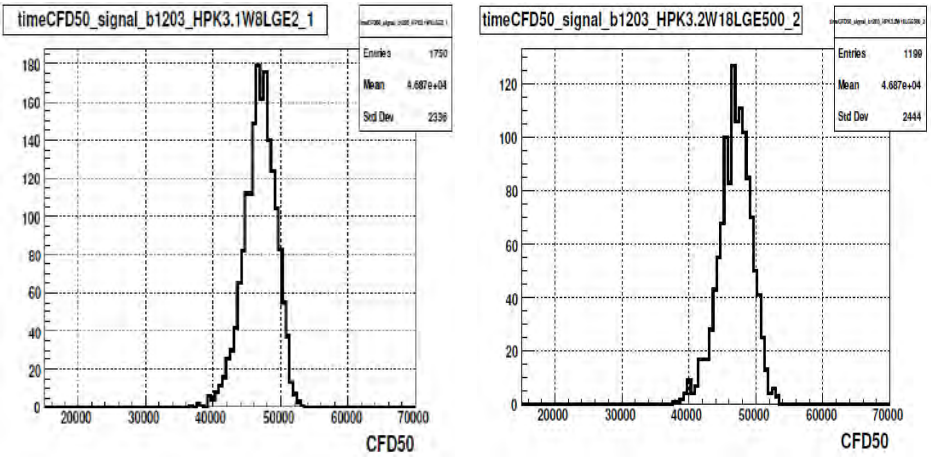 timeCFD50_signal_b1203_HPK3.1W8LGE2_1
Entries 1750
Mean 4.687e+04
Std Dev 2336
180
160
140
120
100
80
60
40
20
0
20000 30000 40000 50000 60000 70000
CFD50
timeCFD50_signal_b1203_HPK3.2W18LGE500_2
timeCFD50_signal_b1203_HPK3.2W18LGE500_2
Entries 1199
Mean 4.687e+04
Std Dev 2444
120
100
80
60
40
20
0
20000 30000 40000 50000 60000 70000
CFD50